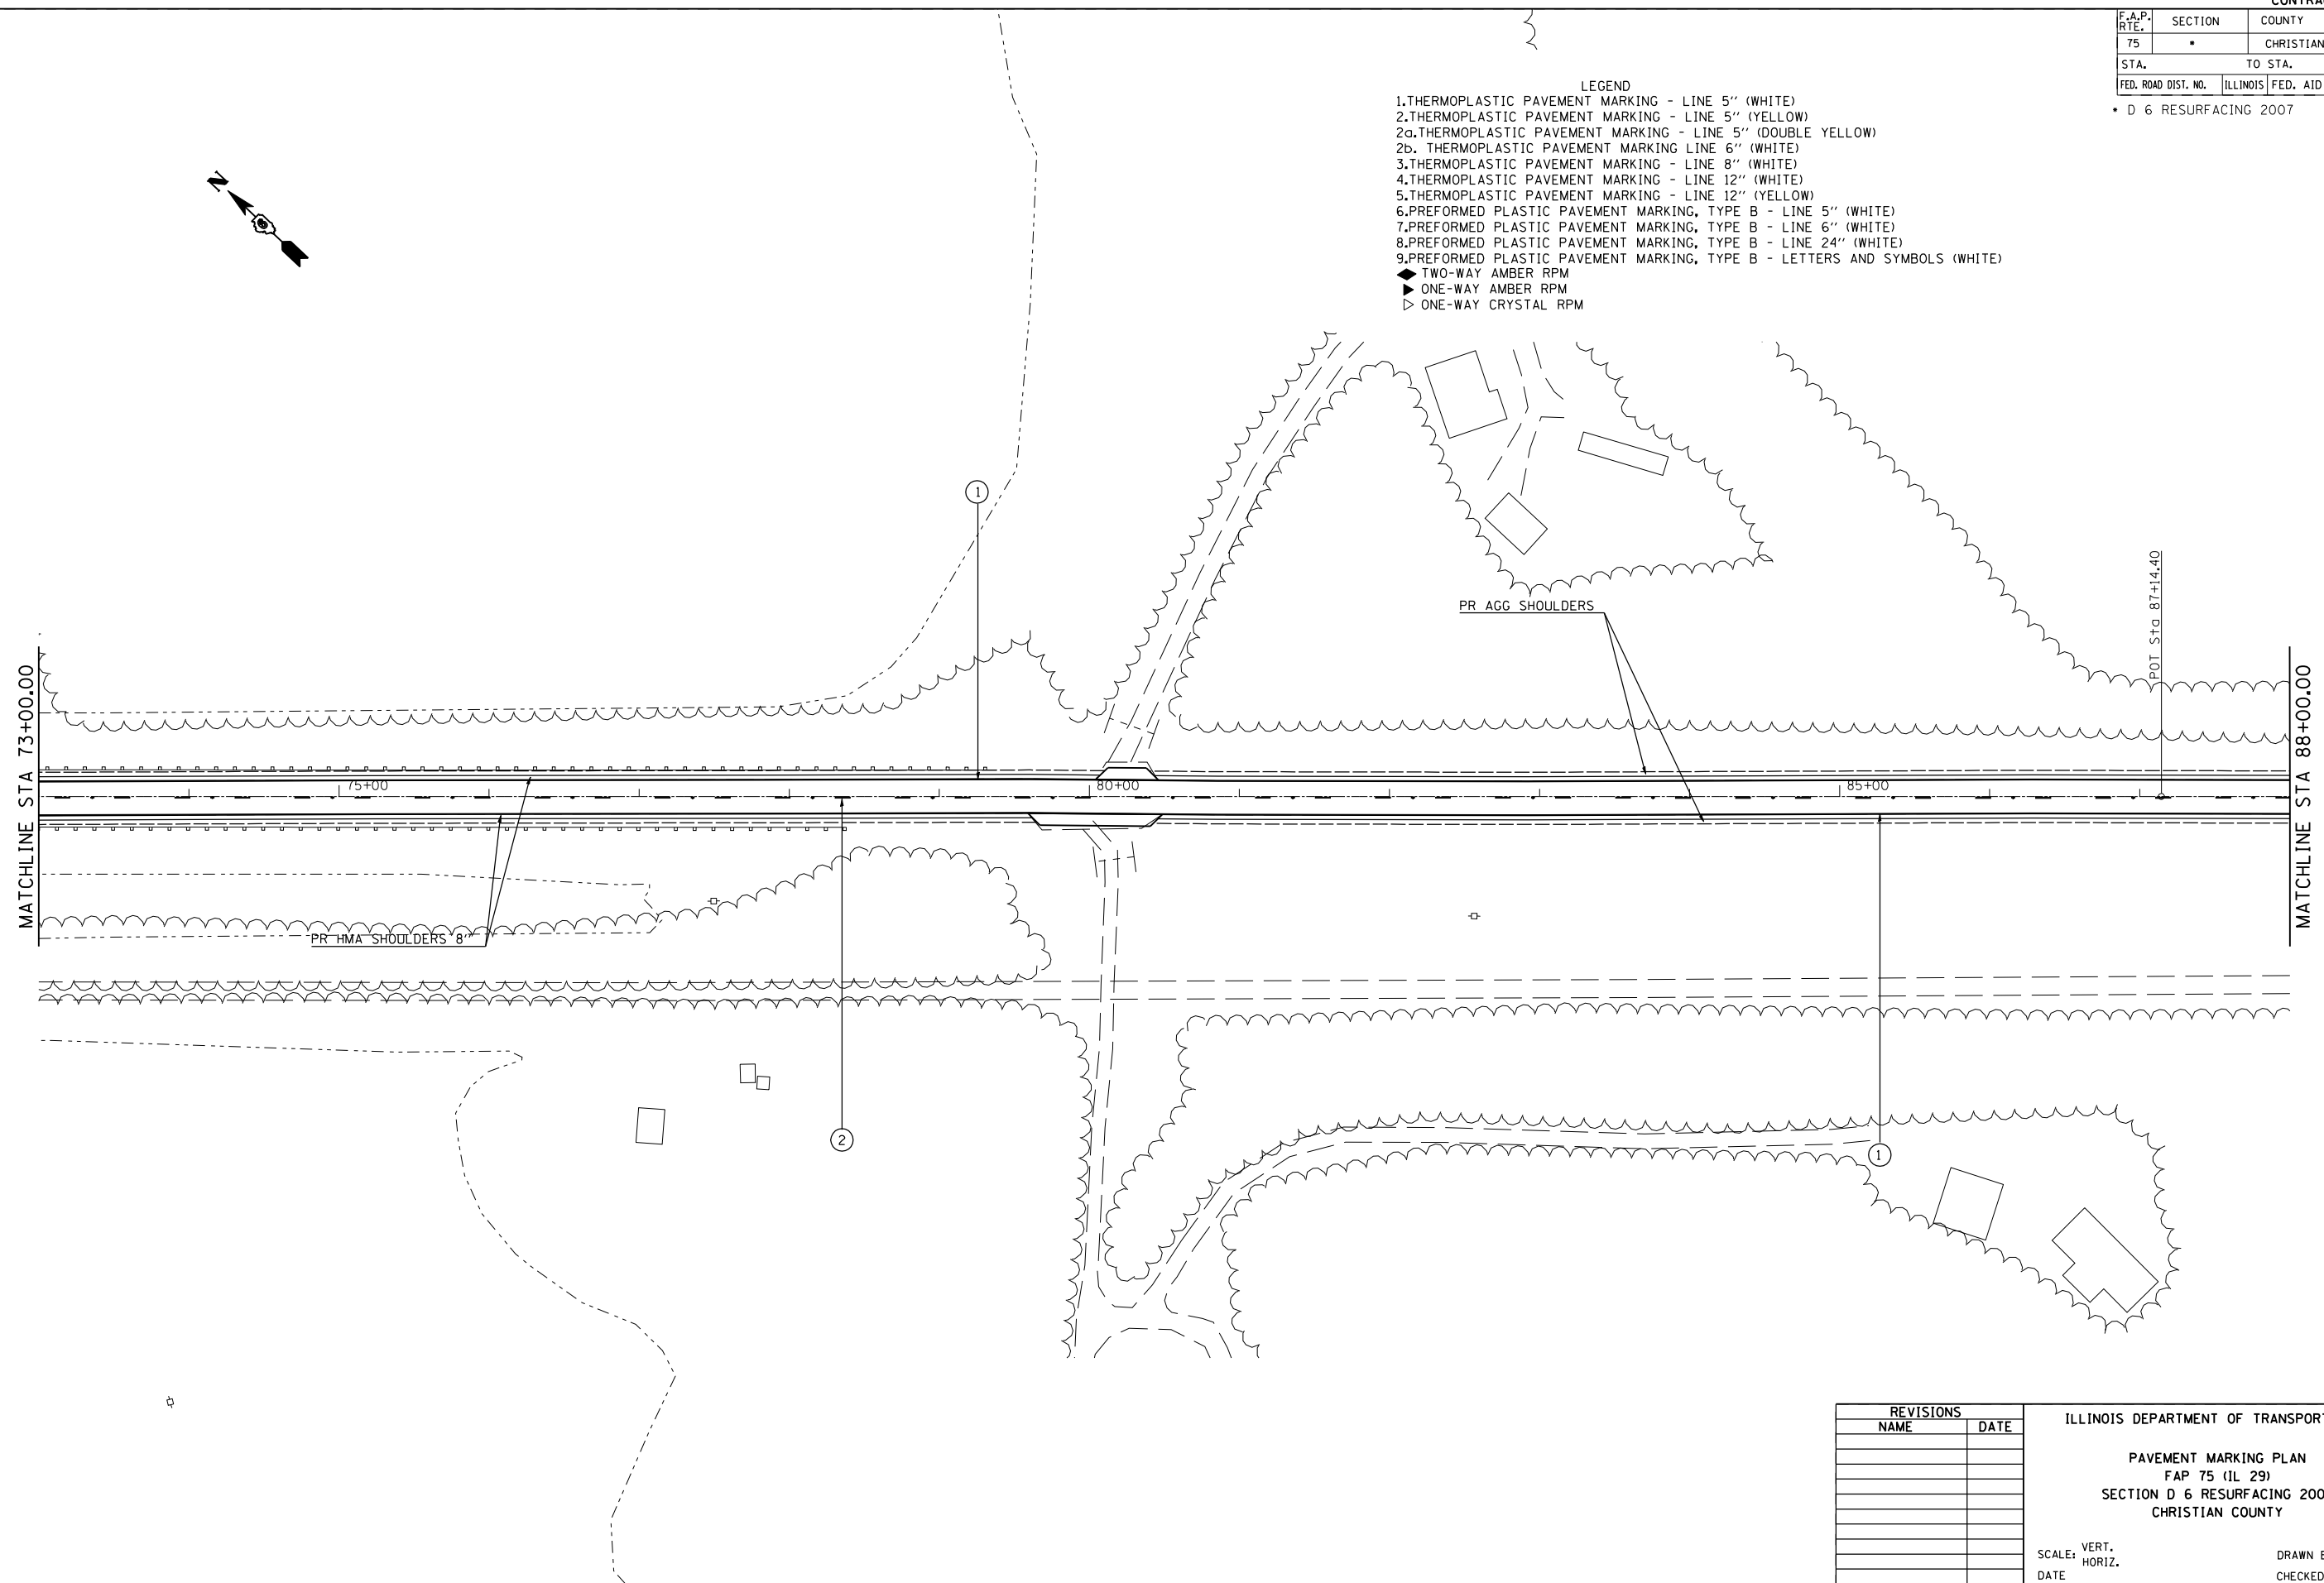 F.A.P. RTE. SECTION COUNTY
75 * CHRISTIAN
STA. TO STA.
FED. ROAD DIST. NO. ILLINOIS FED. AID
* D 6 RESURFACING 2007
LEGEND
1.THERMOPLASTIC PAVEMENT MARKING - LINE 5" (WHITE)
2.THERMOPLASTIC PAVEMENT MARKING - LINE 5" (YELLOW)
2a.THERMOPLASTIC PAVEMENT MARKING - LINE 5" (DOUBLE YELLOW)
2b. THERMOPLASTIC PAVEMENT MARKING LINE 6" (WHITE)
3.THERMOPLASTIC PAVEMENT MARKING - LINE 8" (WHITE)
4.THERMOPLASTIC PAVEMENT MARKING - LINE 12" (WHITE)
5.THERMOPLASTIC PAVEMENT MARKING - LINE 12" (YELLOW)
6.PREFORMED PLASTIC PAVEMENT MARKING, TYPE B - LINE 5" (WHITE)
7.PREFORMED PLASTIC PAVEMENT MARKING, TYPE B - LINE 6" (WHITE)
8.PREFORMED PLASTIC PAVEMENT MARKING, TYPE B - LINE 24" (WHITE)
9.PREFORMED PLASTIC PAVEMENT MARKING, TYPE B - LETTERS AND SYMBOLS (WHITE)
TWO-WAY AMBER RPM
ONE-WAY AMBER RPM
ONE-WAY CRYSTAL RPM
N
1
PR AGG SHOULDERS
POT Sta 87+14.40
MATCHLINE STA 73+00.00
75+00
80+00
85+00
MATCHLINE STA 88+00.00
PR HMA SHOULDERS 8"
2
1
REVISIONS
NAME DATE
ILLINOIS DEPARTMENT OF
PAVEMENT MARKING PLAN
FAP 75 (IL 29)
SECTION D 6 RESURFACING 200
CHRISTIAN COUNTY
SCALE: VERT.
HORIZ.
DRAWN
DATE
CHECKED